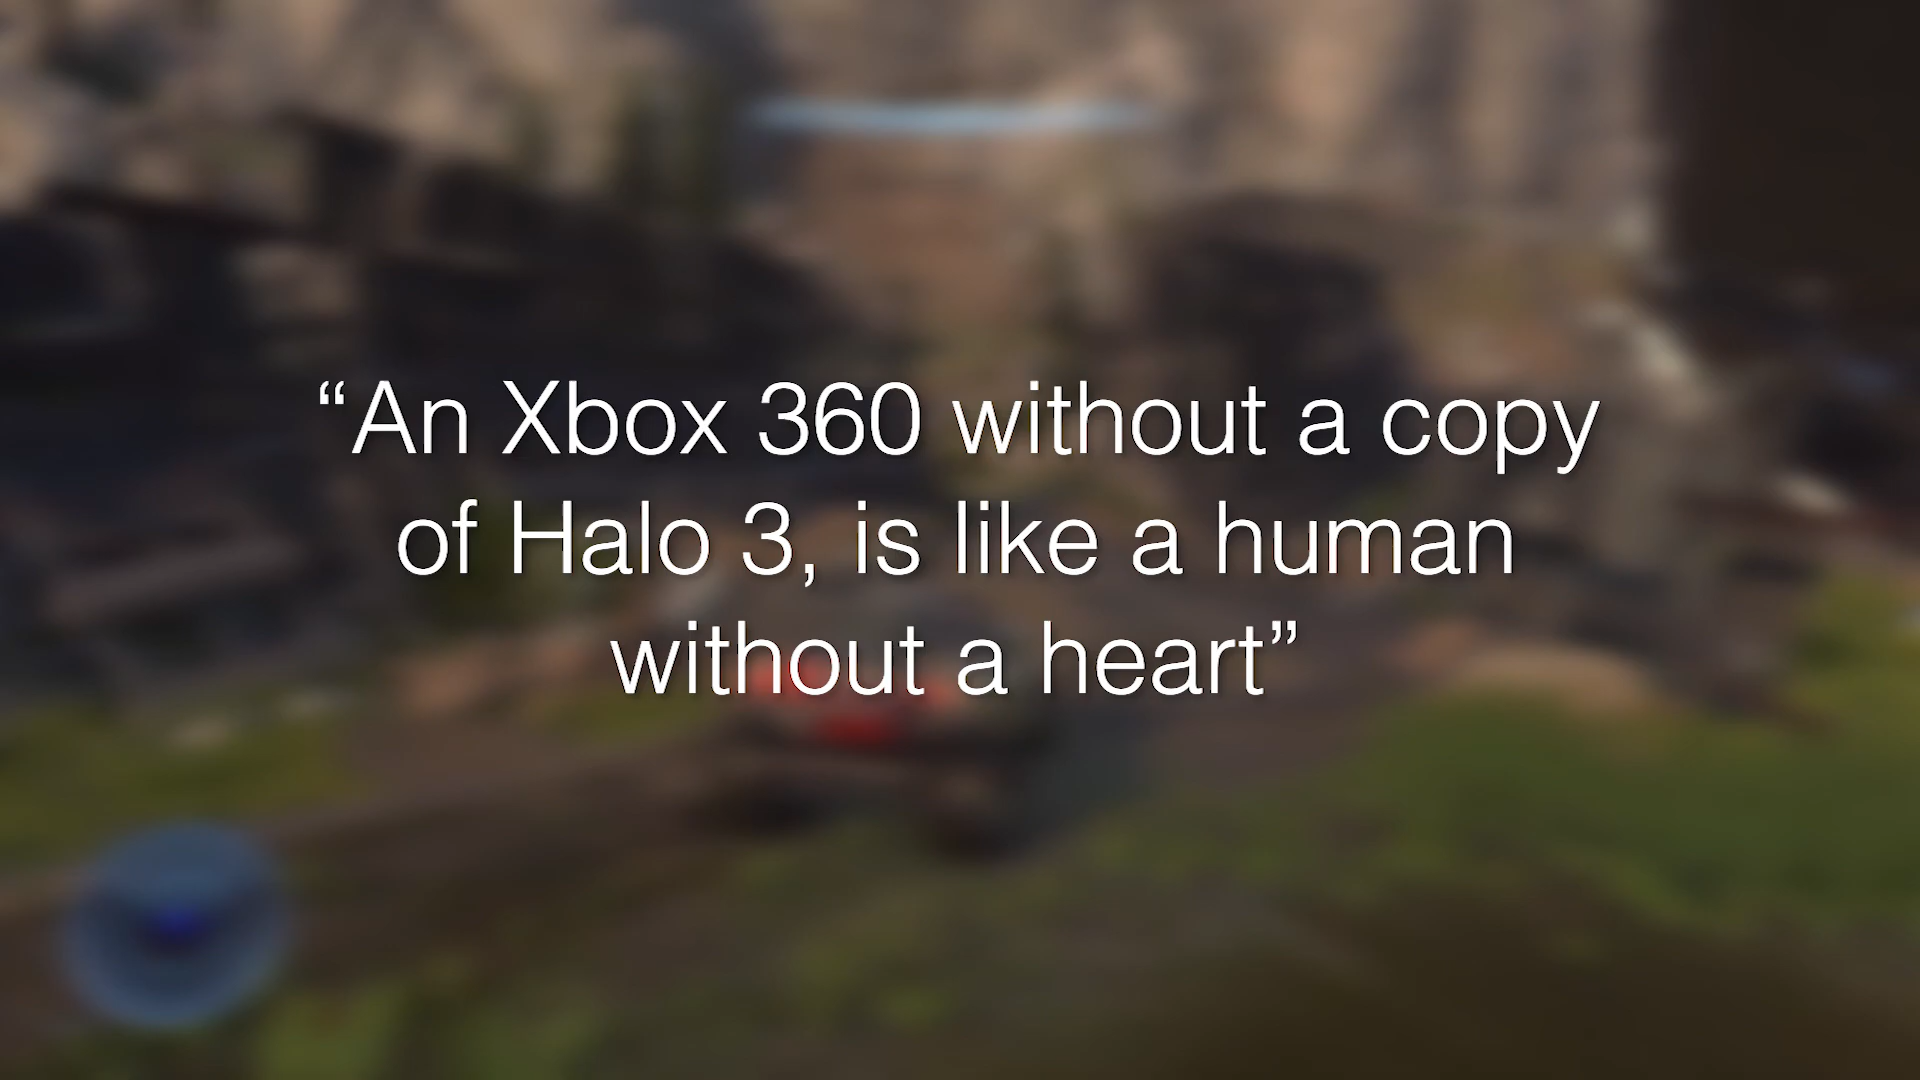 “An Xbox 360 without a copy
of Halo 3, is like a human
without a heart”